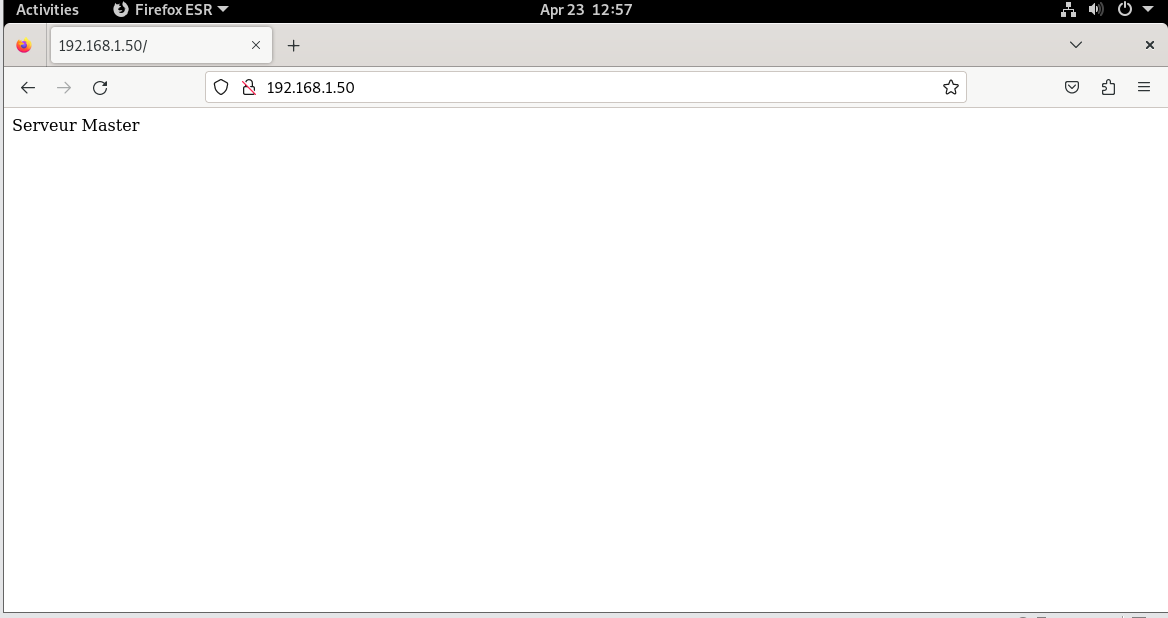 Activities Firefox ESR Apr 23 12:57
192.168.1.50/
192.168.1.50
Serveur Master